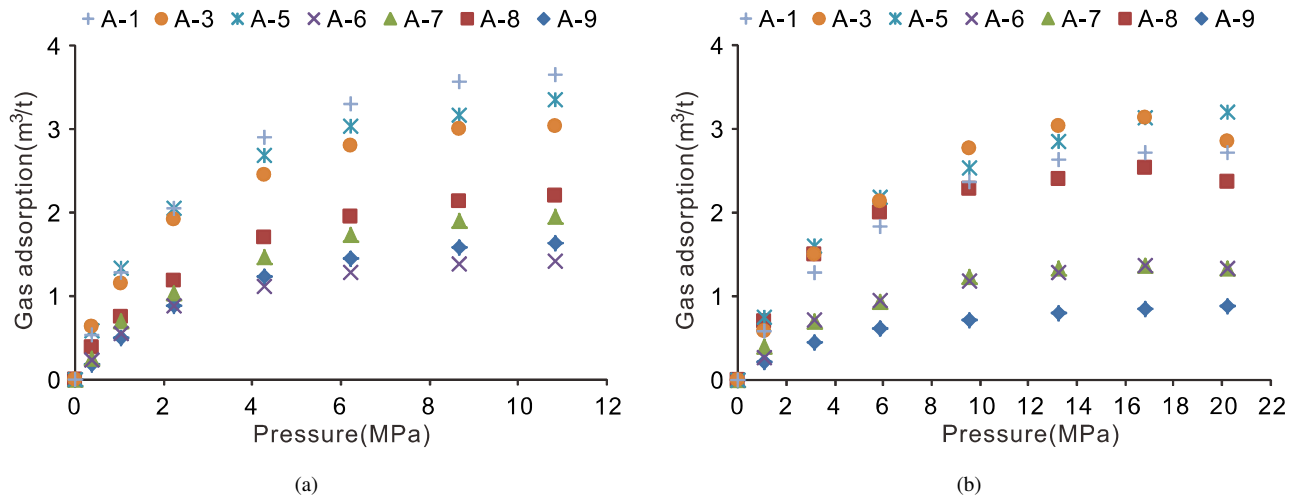 A-1 A-3 A-5 A-6 A-7 A-8 A-9
4
3
2
1
0
Gas adsorption(m³/t)
0 2 4 6 8 10 12
Pressure(MPa)
(a)
A-1 A-3 A-5 A-6 A-7 A-8 A-9
4
3
2
1
0
Gas adsorption(m³/t)
0 2 4 6 8 10 12 14 16 18 20 22
Pressure(MPa)
(b)